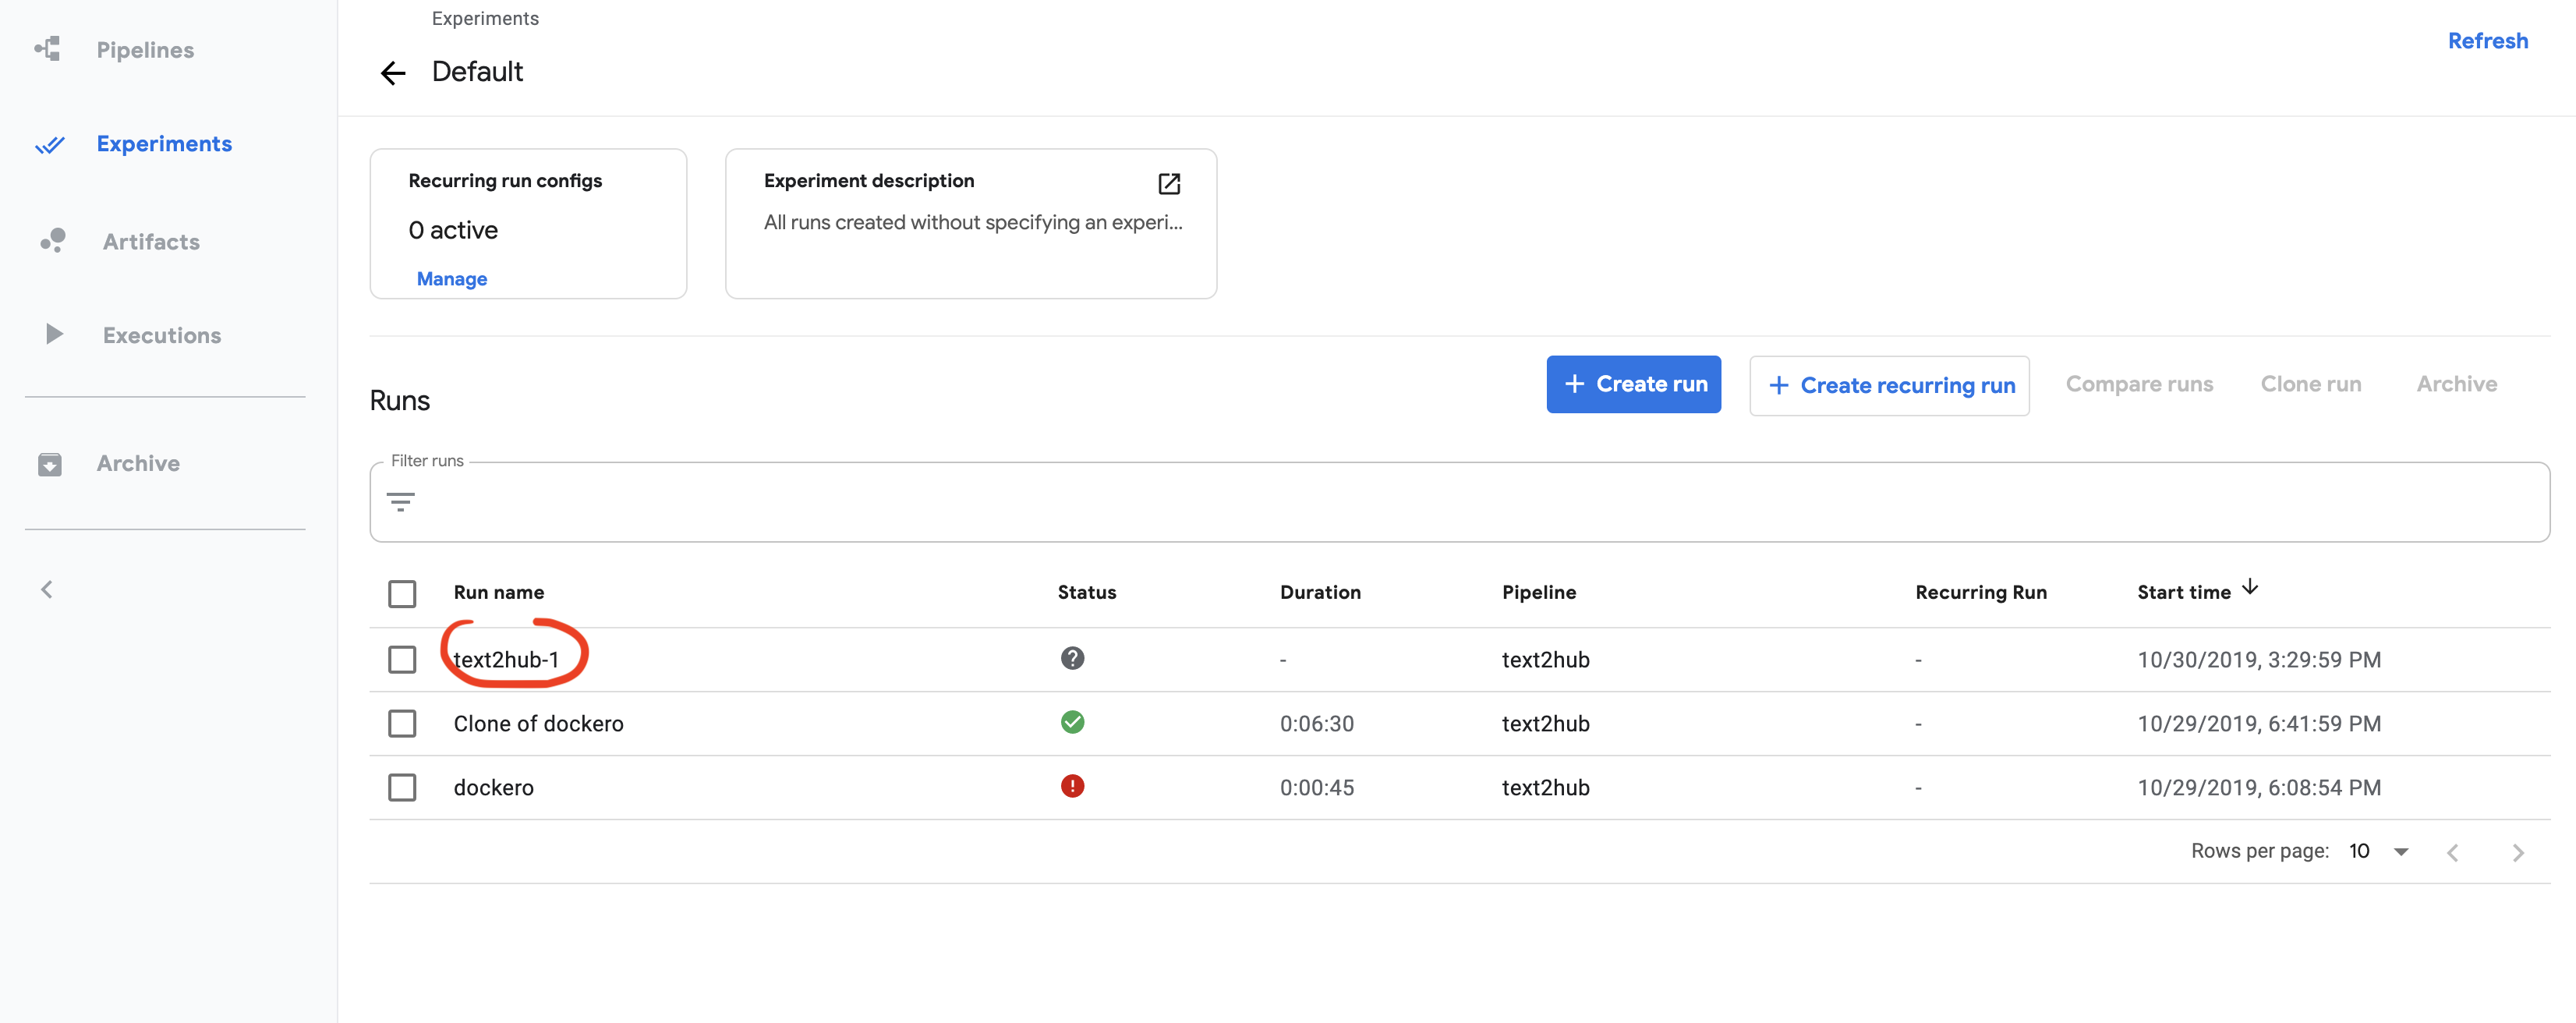 Pipelines
Experiments
Artifacts
Executions
Archive
Experiments
Default
Refresh
Recurring run configs
0 active
Manage
Experiment description
All runs created without specifying an experi...
Runs
+ Create run
+ Create recurring run
Compare runs
Clone run
Archive
Filter runs
Run name Status Duration Pipeline Recurring Run Start time
text2hub-1 ? - text2hub - 10/30/2019, 3:29:59 PM
Clone of dockero 0:06:30 text2hub - 10/29/2019, 6:41:59 PM
dockero ! 0:00:45 text2hub - 10/29/2019, 6:08:54 PM
Rows per page: 10